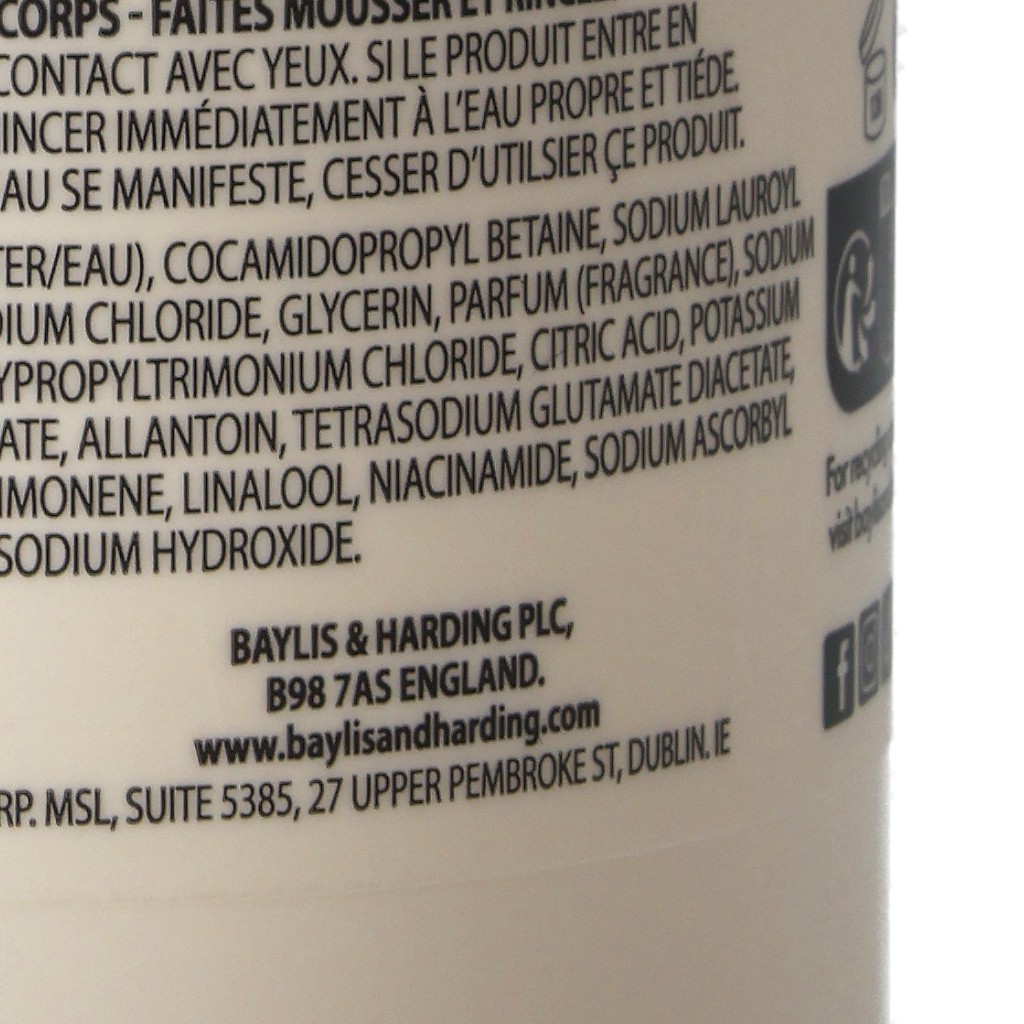 CORPS - FAITES MOUSSER ET
CONTACT AVEC YEUX. SI LE PRODUIT ENTRE EN
INCER IMMÉDIATEMENT À L'EAU PROPRE ET TIÉDE.
AU SE MANIFESTE, CESSER D'UTILSIER ÇE PRODUIT.
TER/EAU), COCAMIDOPROPYL BETAINE, SODIUM LAUROYL
DIUM CHLORIDE, GLYCERIN, PARFUM (FRAGRANCE), SODIUM
YPROPYLTRIMONIUM CHLORIDE, CITRIC ACID, POTASSIUM
ATE, ALLANTOIN, TETRASODIUM GLUTAMATE DIACETATE,
IMONENE, LINALOOL, NIACINAMIDE, SODIUM ASCORBYL
SODIUM HYDROXIDE.
BAYLIS & HARDING PLC,
B98 7AS ENGLAND.
www.baylisandharding.com
RP. MSL, SUITE 5385, 27 UPPER PEMBROKE ST, DUBLIN. IE
For recycling
visit
f